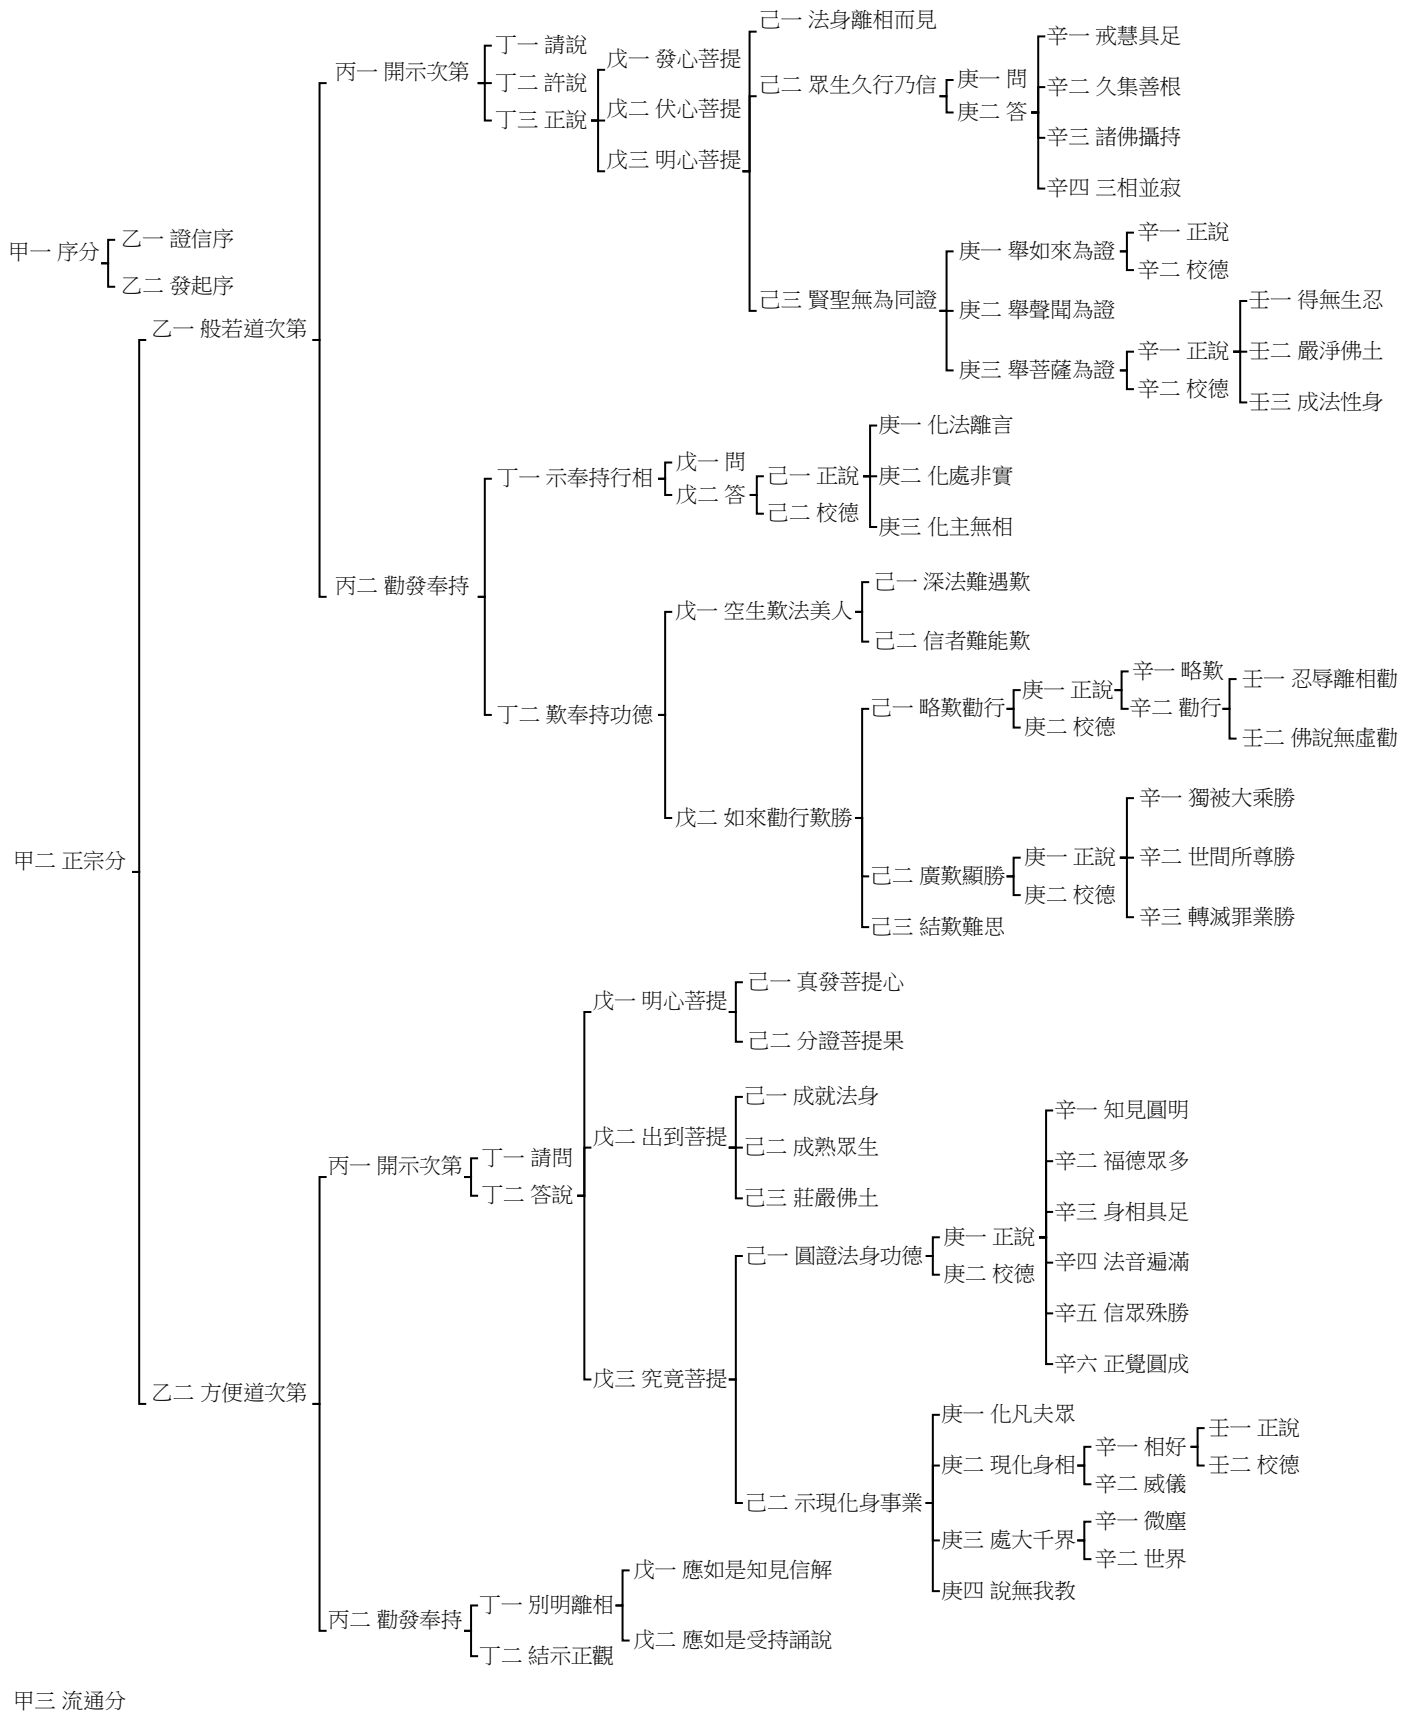 甲一 序分
乙一 證信序
乙二 發起序
甲二 正宗分
乙一 般若道次第
丙一 開示次第
丁一 請說
丁二 許說
丁三 正說
戊一 發心菩提
戊二 伏心菩提
戊三 明心菩提
己一 法身離相而見
己二 眾生久行乃信
庚一 問
庚二 答
辛一 戒慧具足
辛二 久集善根
辛三 諸佛攝持
辛四 三相並寂
己三 賢聖無為同證
庚一 舉如來為證
辛一 正說
辛二 校德
庚二 舉聲聞為證
庚三 舉菩薩為證
辛一 正說
壬一 得無生忍
壬二 嚴淨佛土
壬三 成法性身
辛二 校德
丙二 勸發奉持
丁一 示奉持行相
戊一 問
戊二 答
己一 正說
庚一 化法離言
庚二 化處非實
庚三 化主無相
己二 校德
丁二 歎奉持功德
戊一 空生歎法美人
己一 深法難遇歎
己二 信者難能歎
戊二 如來勸行歎勝
己一 略歎勸行
庚一 正說
辛一 略歎
辛二 勸行
壬一 忍辱離相勸
壬二 佛說無虛勸
庚二 校德
己二 廣歎顯勝
庚一 正說
辛一 獨被大乘勝
辛二 世間所尊勝
辛三 轉滅罪業勝
庚二 校德
己三 結歎難思
乙二 方便道次第
丙一 開示次第
丁一 請問
丁二 答說
戊一 明心菩提
己一 真發菩提心
己二 分證菩提果
戊二 出到菩提
己一 成就法身
己二 成熟眾生
己三 莊嚴佛土
戊三 究竟菩提
己一 圓證法身功德
庚一 正說
辛一 知見圓明
辛二 福德眾多
辛三 身相具足
辛四 法音遍滿
辛五 信眾殊勝
辛六 正覺圓成
庚二 校德
己二 示現化身事業
庚一 化凡夫眾
庚二 現化身相
辛一 相好
壬一 正說
壬二 校德
辛二 威儀
庚三 處大千界
辛一 微塵
辛二 世界
庚四 說無我教
丙二 勸發奉持
丁一 別明離相
戊一 應如是知見信解
戊二 應如是受持誦說
丁二 結示正觀
甲三 流通分